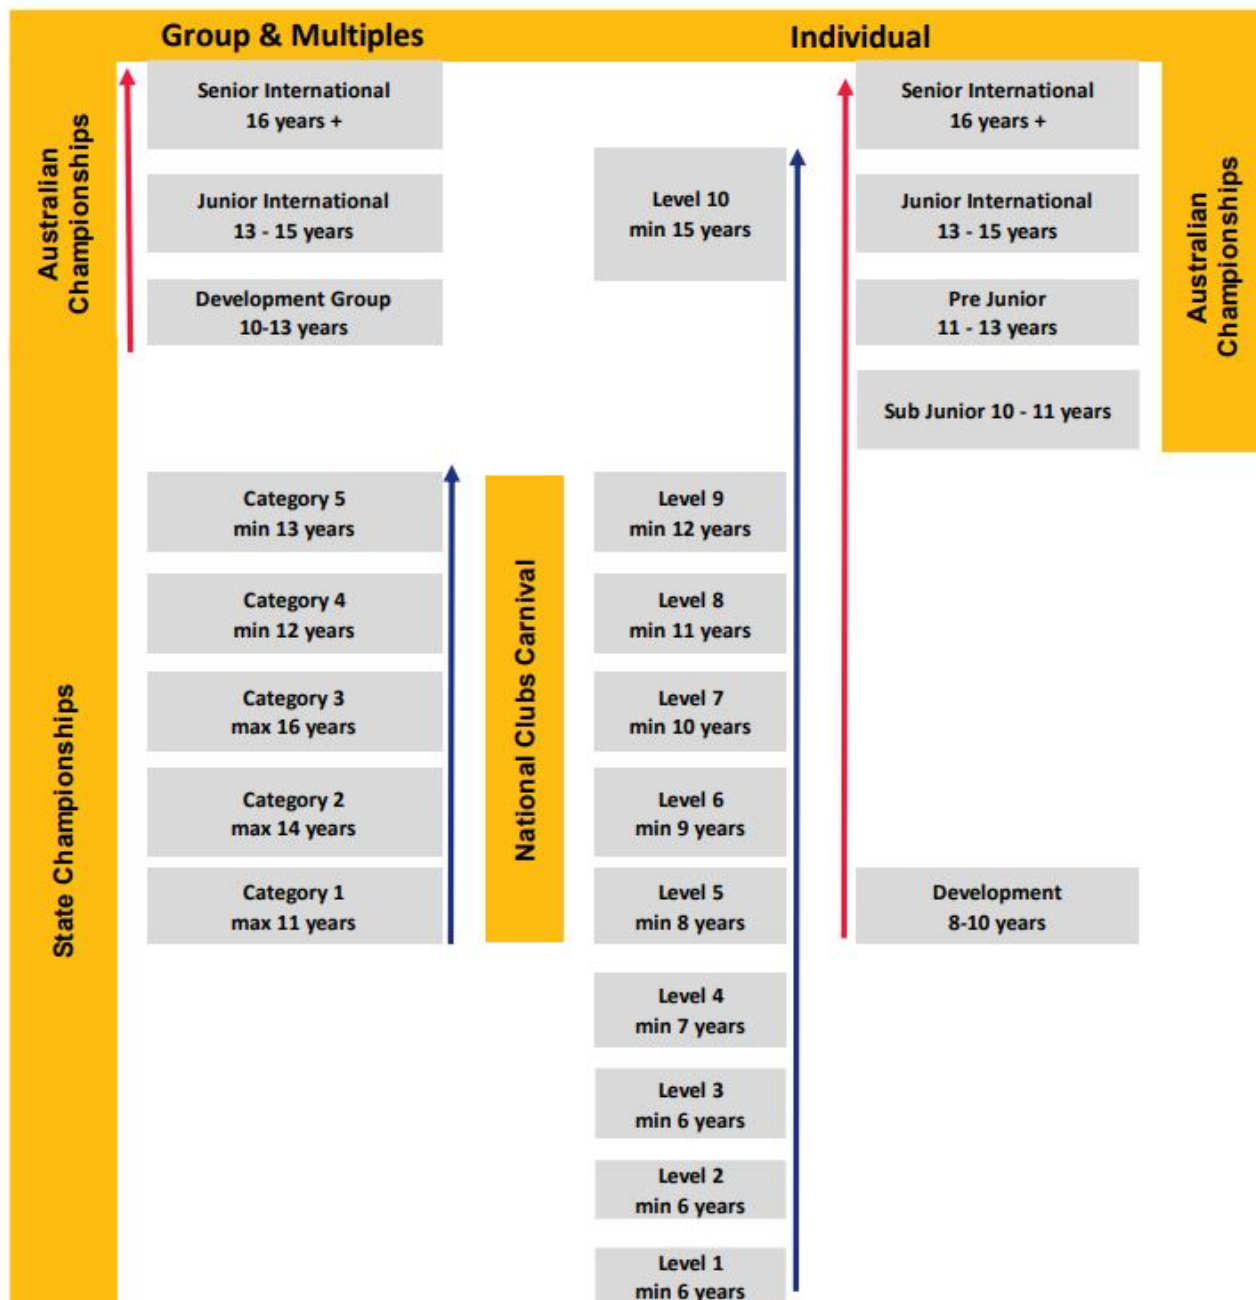 Group & Multiples
Individual
Australian
Championships
State Championships
Senior International
16 years +
Junior International
13 - 15 years
Development Group
10-13 years
Category 5
min 13 years
Category 4
min 12 years
Category 3
max 16 years
Category 2
max 14 years
Category 1
max 11 years
National Clubs Carnival
Level 10
min 15 years
Level 9
min 12 years
Level 8
min 11 years
Level 7
min 10 years
Level 6
min 9 years
Level 5
min 8 years
Level 4
min 7 years
Level 3
min 6 years
Level 2
min 6 years
Level 1
min 6 years
Senior International
16 years +
Junior International
13 - 15 years
Pre Junior
11 - 13 years
Sub Junior 10 - 11 years
Development
8-10 years
Australian
Championships